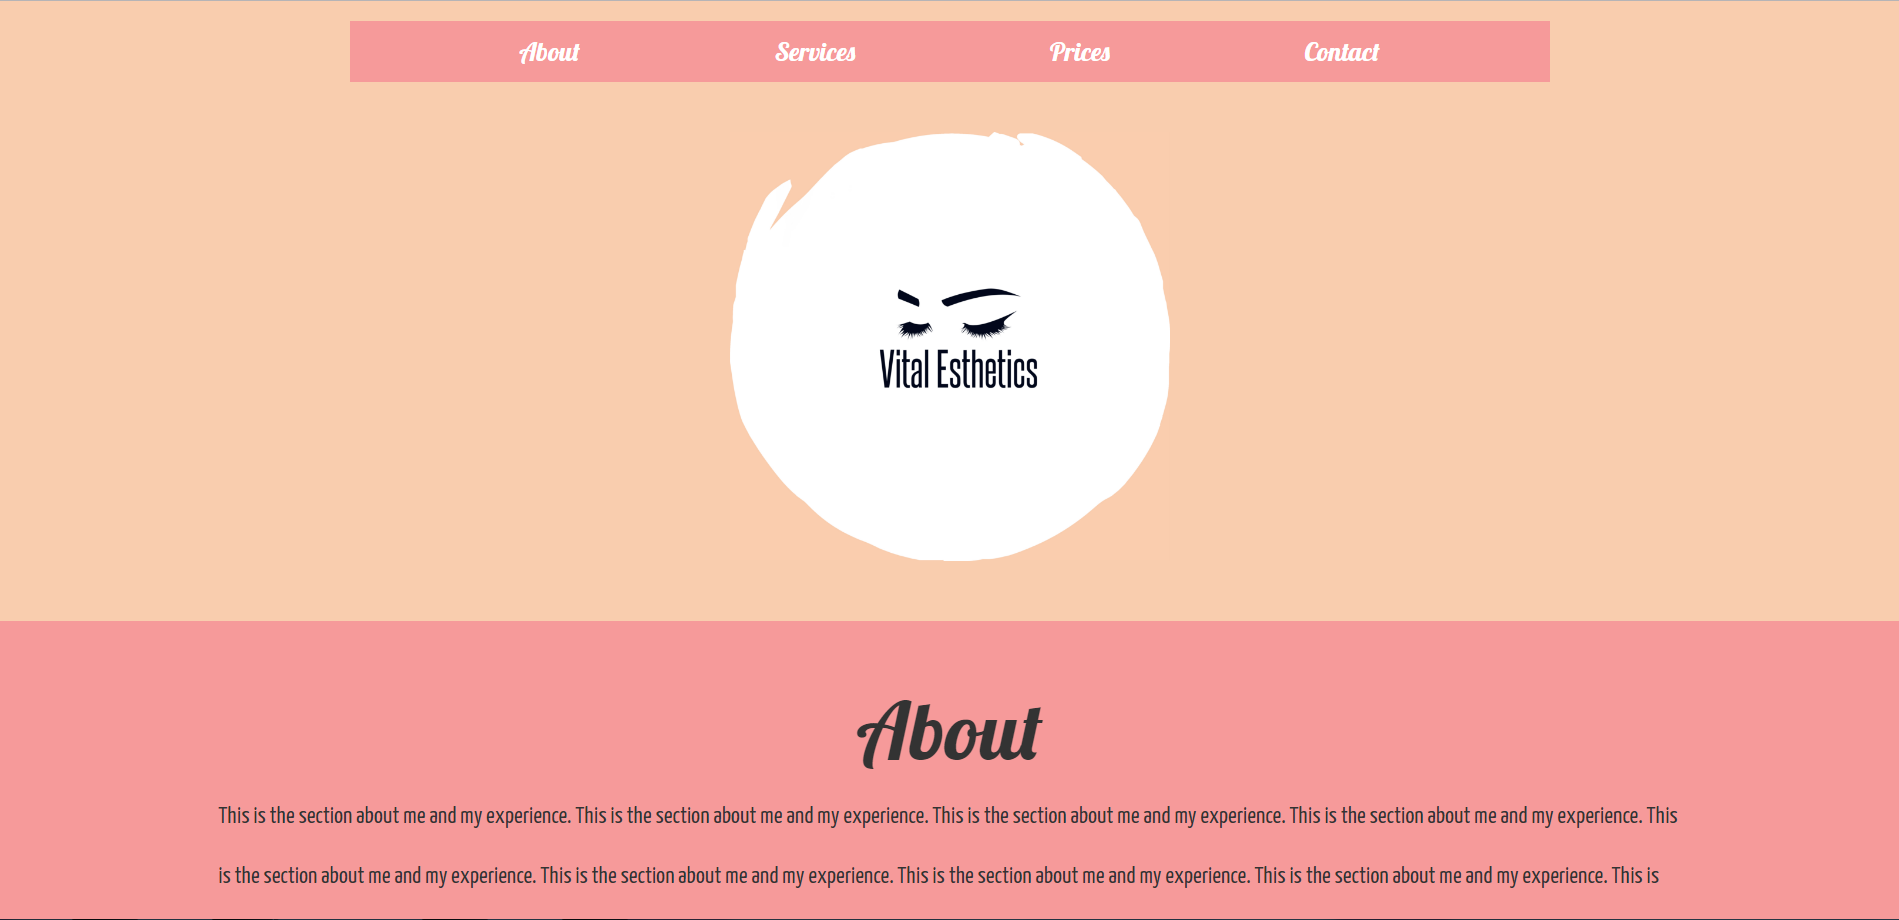 About Services Prices Contact
Vital Esthetics
About
This is the section about me and my experience. This is the section about me and my experience. This is the section about me and my experience. This is the section about me and my experience. This
is the section about me and my experience. This is the section about me and my experience. This is the section about me and my experience. This is the section about me and my experience. This is